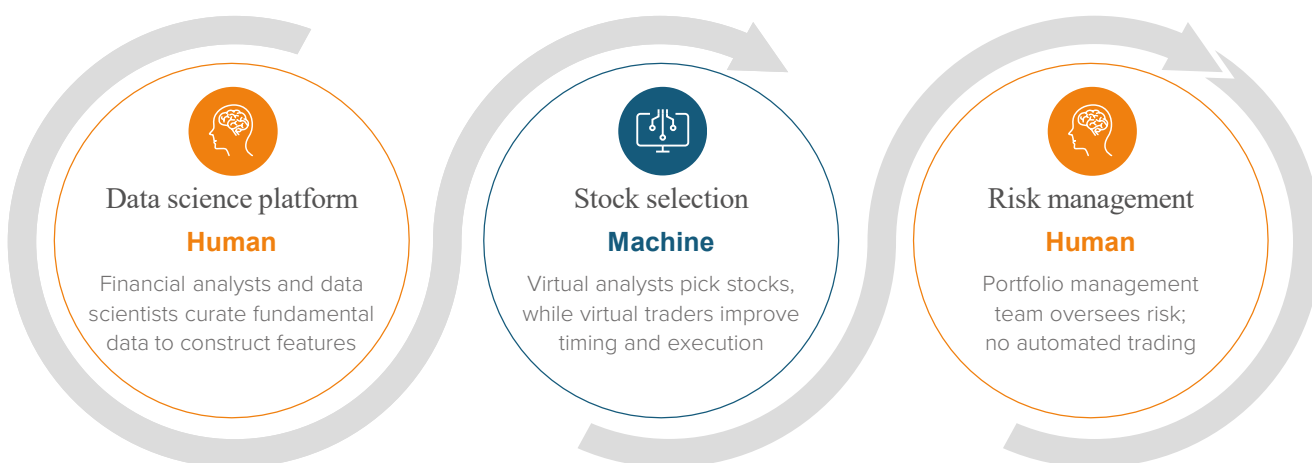 Data science platform
Human
Financial analysts and data
scientists curate fundamental
data to construct features
Stock selection
Machine
Virtual analysts pick stocks,
while virtual traders improve
timing and execution
Risk management
Human
Portfolio management
team oversees risk;
no automated trading